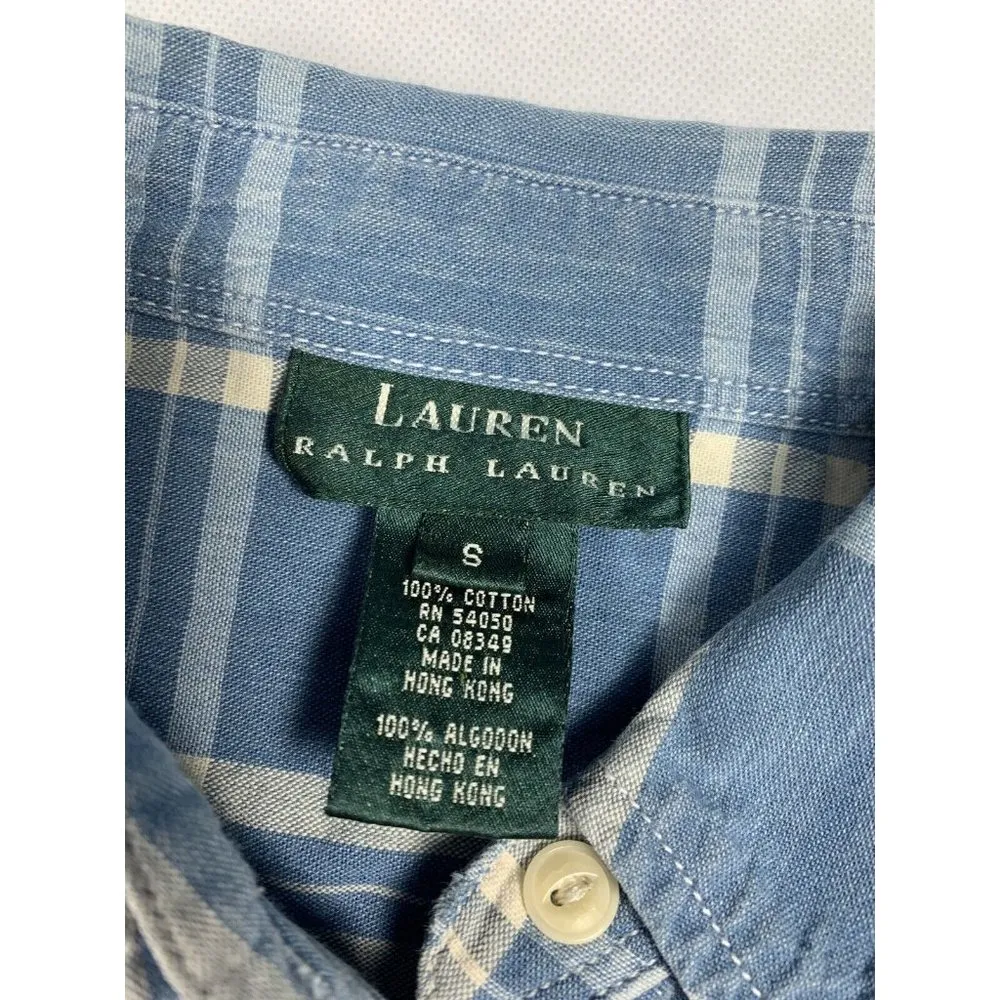 LAUREN
RALPH LAUREN
S
100% COTTON
RN 54050
CA 08349
MADE IN
HONG KONG
100% ALGODON
HECHO EN
HONG KONG